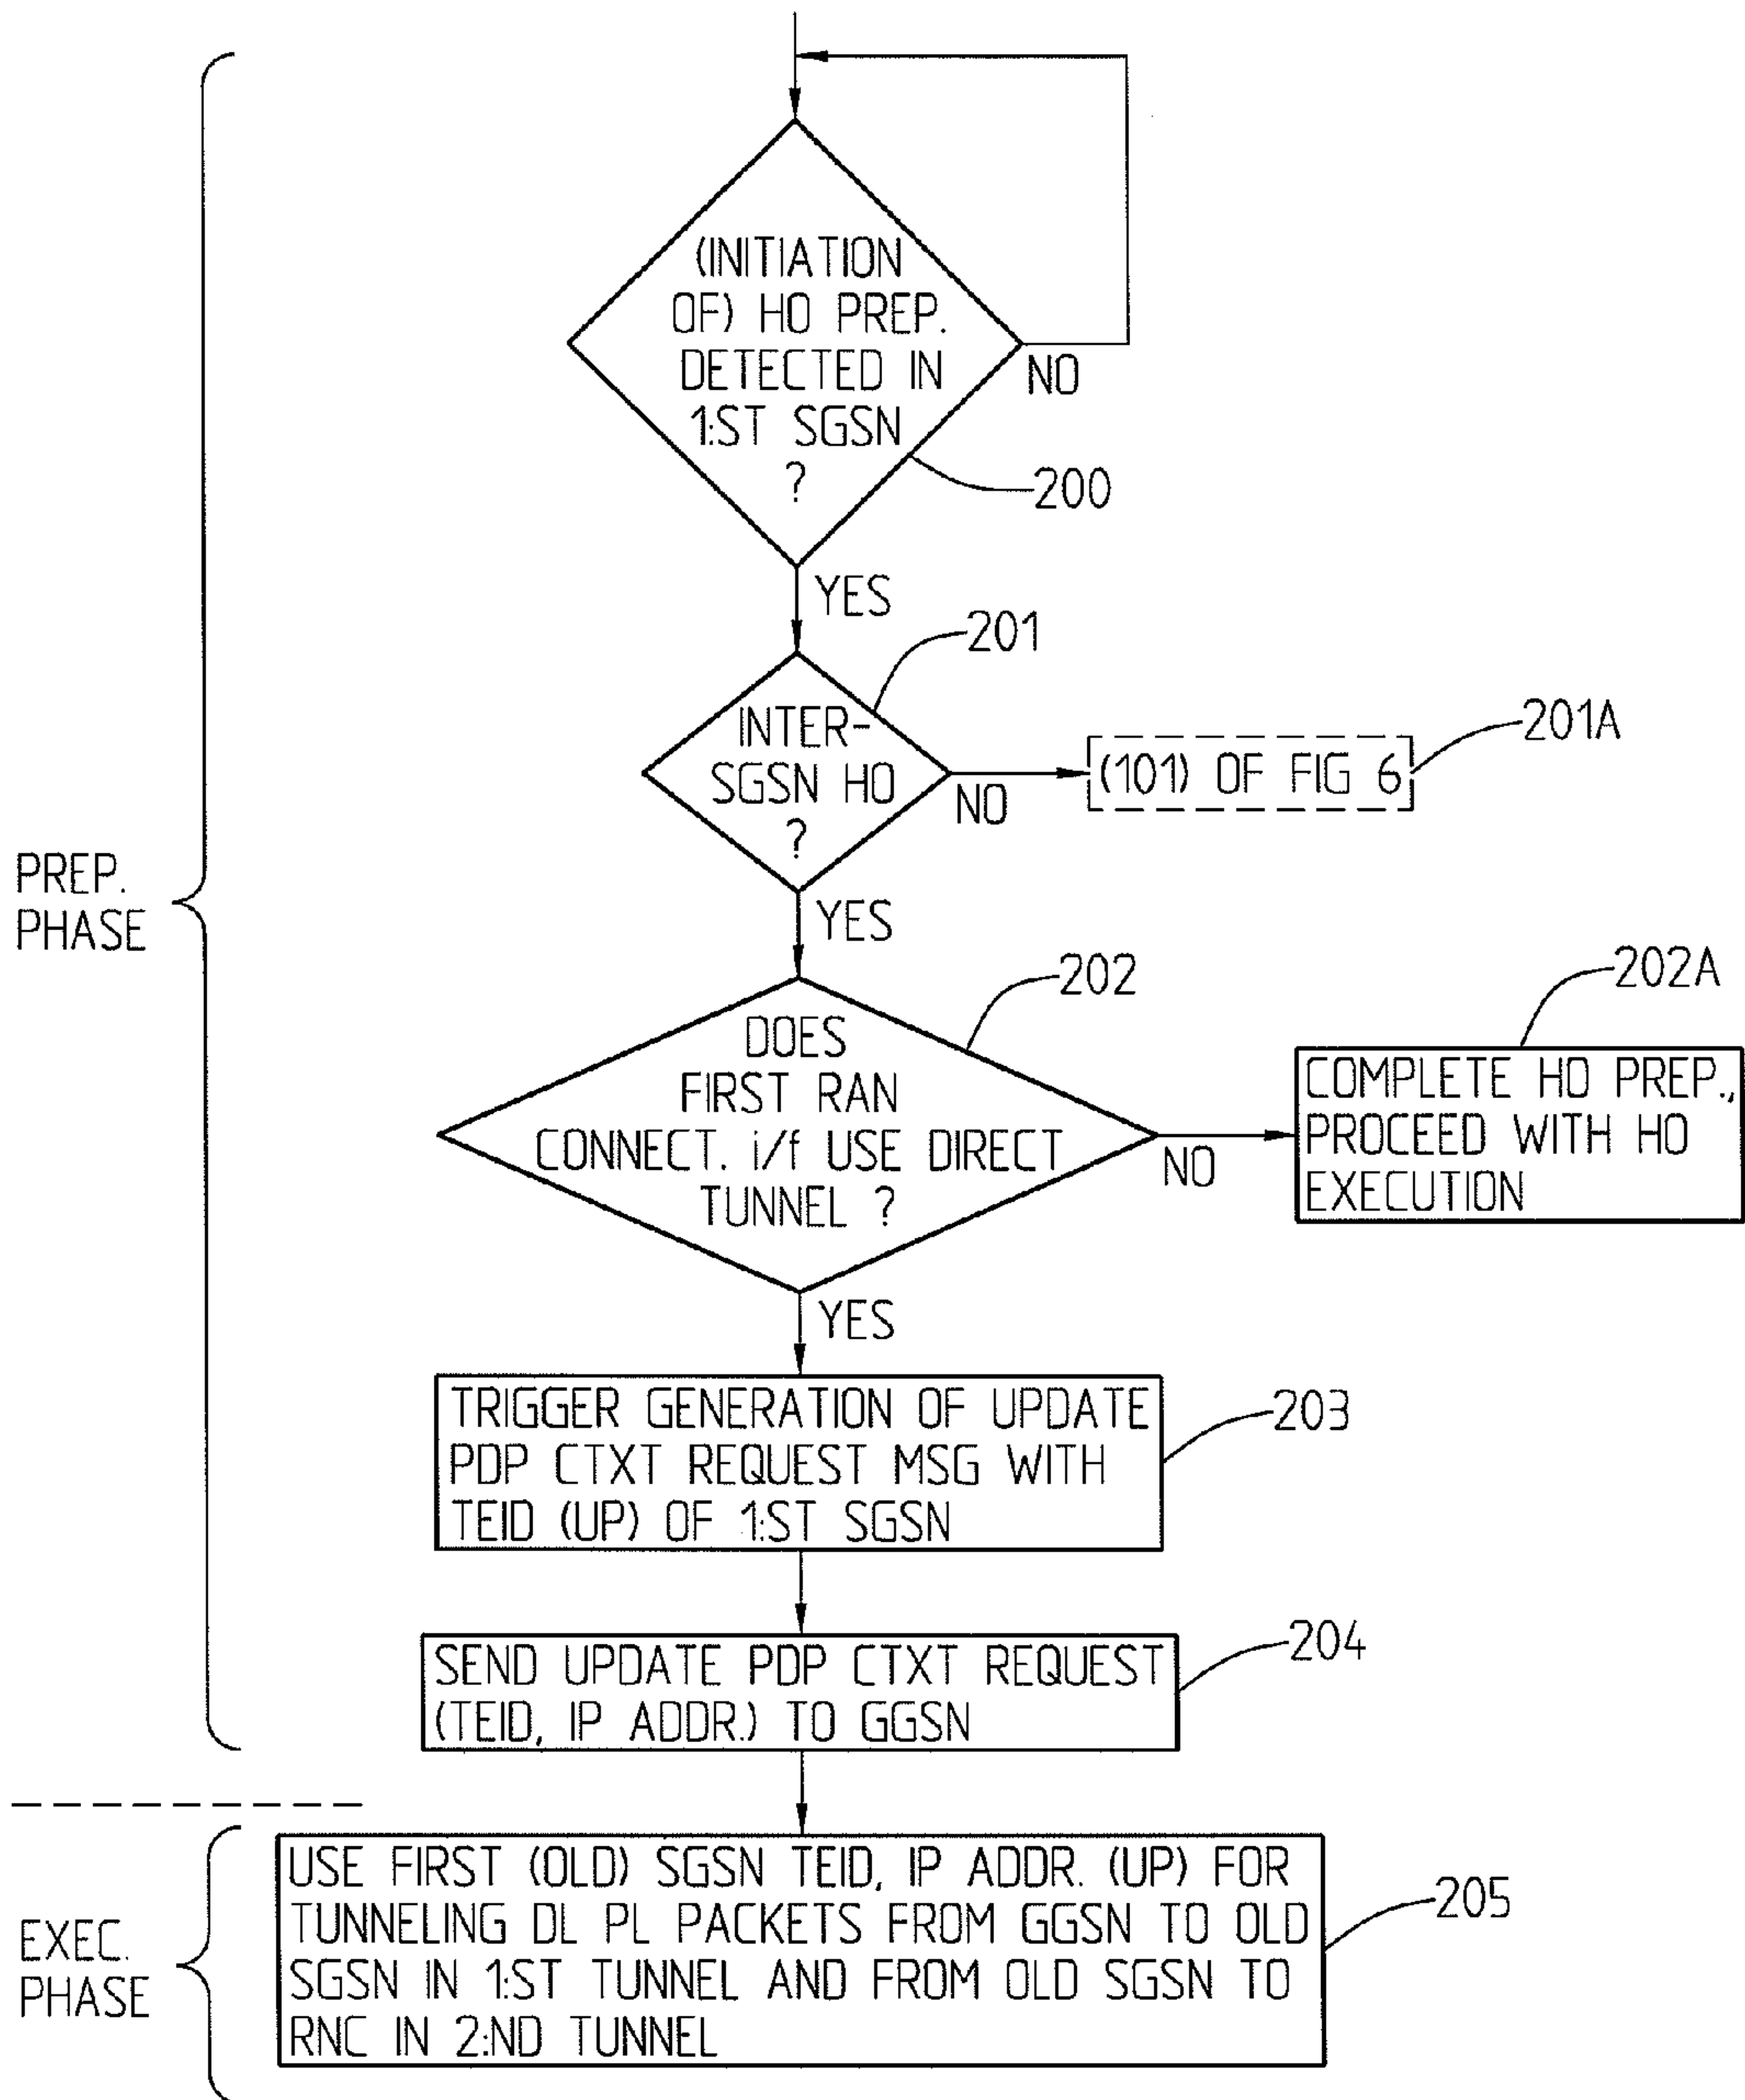 (INITIATION
OF) HO PREP.
DETECTED IN
1:ST SGSN
?
NO
200
YES
201
INTER-
SGSN HO
?
NO
(101) OF FIG 6
201A
YES
PREP.
PHASE
202
DOES
FIRST RAN
CONNECT. i/f USE DIRECT
TUNNEL ?
NO
202A
COMPLETE HO PREP.,
PROCEED WITH HO
EXECUTION
YES
TRIGGER GENERATION OF UPDATE
PDP CTXT REQUEST MSG WITH
TEID (UP) OF 1:ST SGSN
203
SEND UPDATE PDP CTXT REQUEST
(TEID, IP ADDR.) TO GGSN
204
EXEC.
PHASE
USE FIRST (OLD) SGSN TEID, IP ADDR. (UP) FOR
TUNNELING DL PL PACKETS FROM GGSN TO OLD
SGSN IN 1:ST TUNNEL AND FROM OLD SGSN TO
RNC IN 2:ND TUNNEL
205